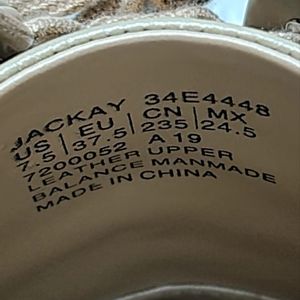 JACKAY 34E4448
US | EU | CN | MX
7.5 | 37.5 | 235 | 24.5
7200052 A 19
LEATHER UPPER
BALANCE MANMADE
MADE IN CHINA